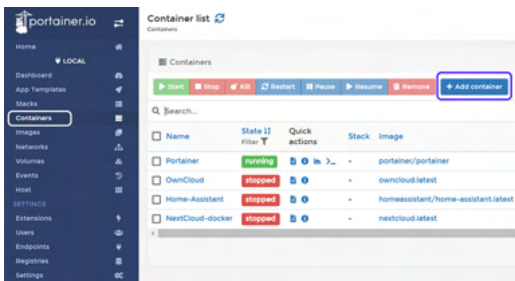 portainer.io
Home
LOCAL
Dashboard
App Templates
Stacks
Containers
Images
Networks
Volumes
Events
Host
SETTINGS
Extensions
Users
Endpoints
Registries
Settings
Container list
Containers
Containers
Start Stop Kill Restart Pause Resume Remove + Add container
Search...
Name State Filter Quick actions Stack Image
Portainer running - portainer/portainer
OwnCloud stopped - owncloud:latest
Home-Assistant stopped - homeassistant/home-assistant:latest
NextCloud-docker stopped - nextcloud:latest